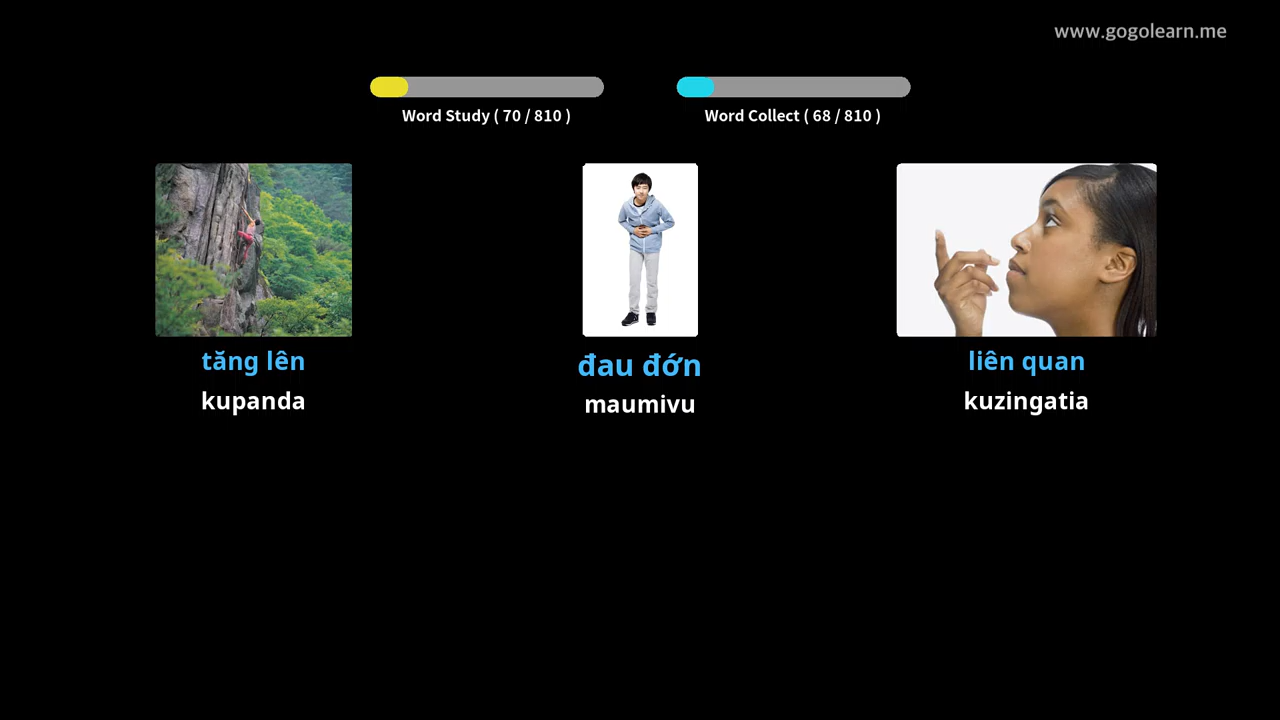 www.gogolearn.me
Word Study ( 70 / 810 )
Word Collect ( 68 / 810 )
tăng lên
kupanda
đau đớn
maumivu
liên quan
kuzingatia